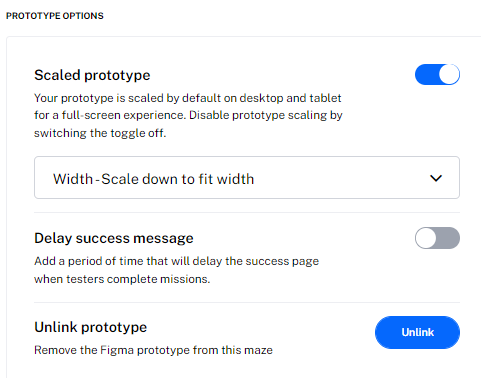 PROTOTYPE OPTIONS
Scaled prototype
Your prototype is scaled by default on desktop and tablet
for a full-screen experience. Disable prototype scaling by
switching the toggle off.
Width - Scale down to fit width
Delay success message
Add a period of time that will delay the success page
when testers complete missions.
Unlink prototype
Unlink
Remove the Figma prototype from this maze